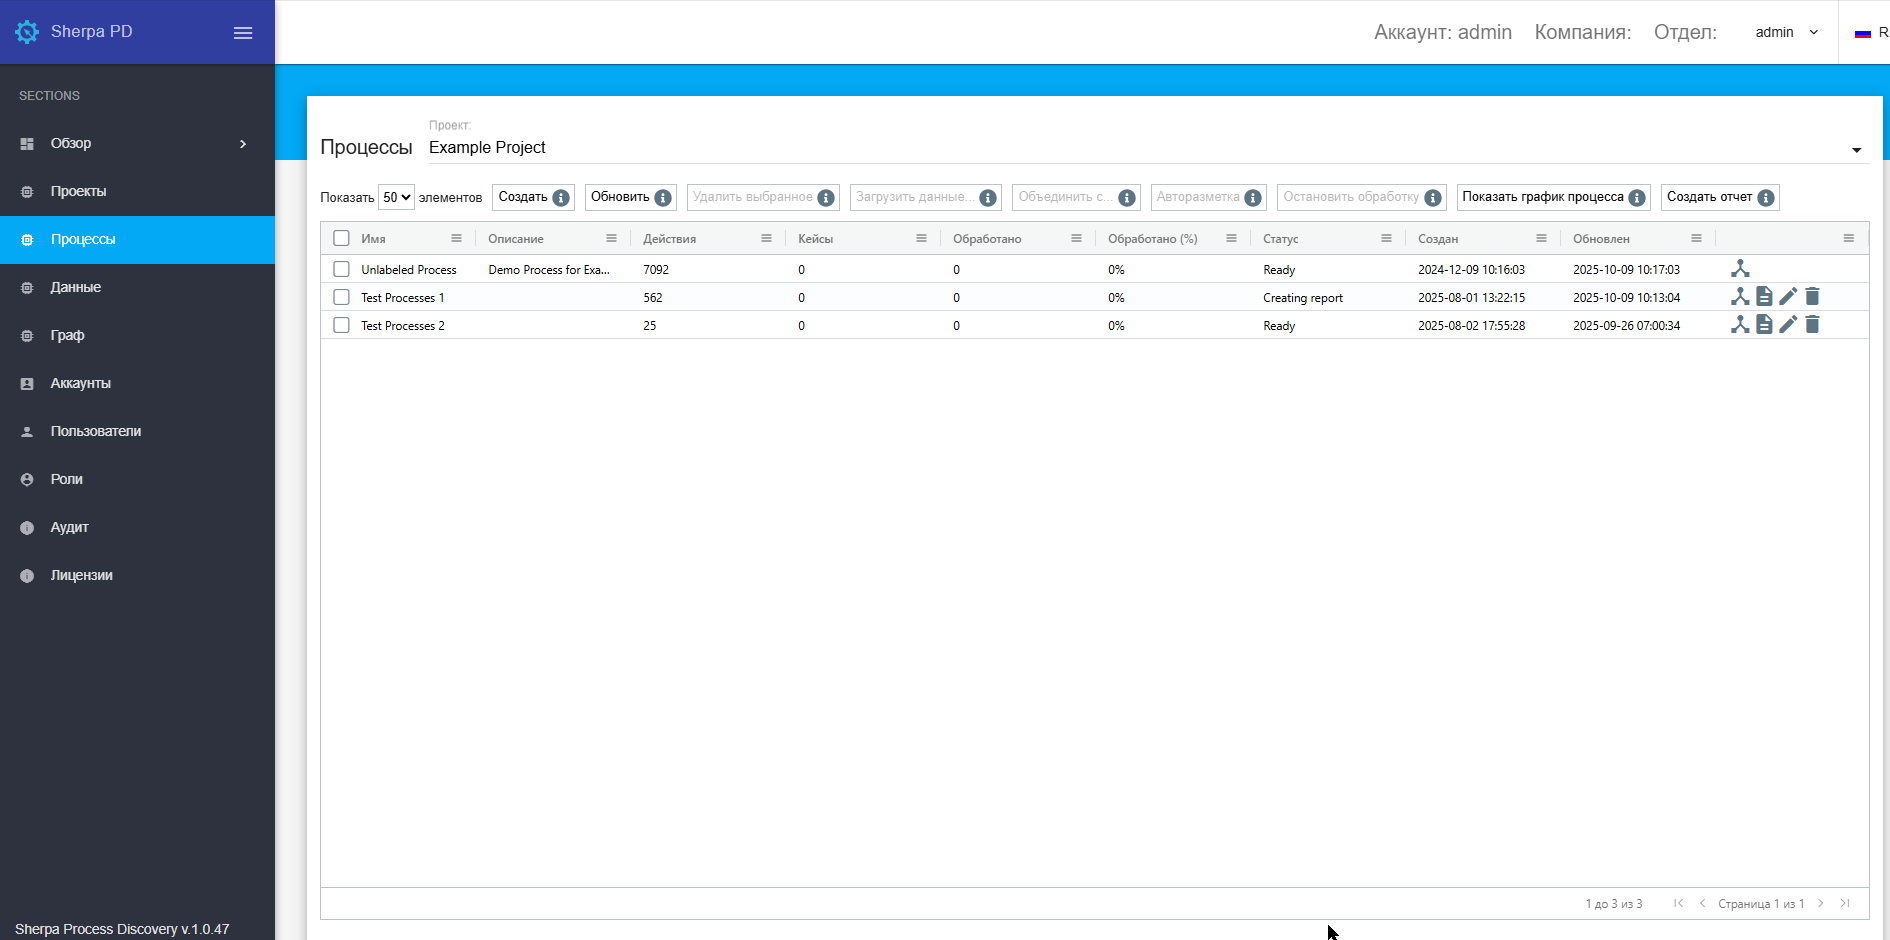 Sherpa PD
Аккаунт: admin Компания: Отдел: admin R
SECTIONS
Обзор
Проекты
Процессы
Данные
Граф
Аккаунты
Пользователи
Роли
Аудит
Лицензии
Sherpa Process Discovery v.1.0.47
Процессы
Проект:
Example Project
Показать 50 элементов Создать Обновить Удалить выбранное Загрузить данные... Объединить с... Авторазметка Остановить обработку Показать график процесса Создать отчет
Имя Описание Действия Кейсы Обработано Обработано (%) Статус Создан Обновлен
Unlabeled Process Demo Process for Exa... 7092 0 0 0% Ready 2024-12-09 10:16:03 2025-10-09 10:17:03
Test Processes 1 562 0 0 0% Creating report 2025-08-01 13:22:15 2025-10-09 10:13:04
Test Processes 2 25 0 0 0% Ready 2025-08-02 17:55:28 2025-09-26 07:00:34
1 до 3 из 3 Страница 1 из 1